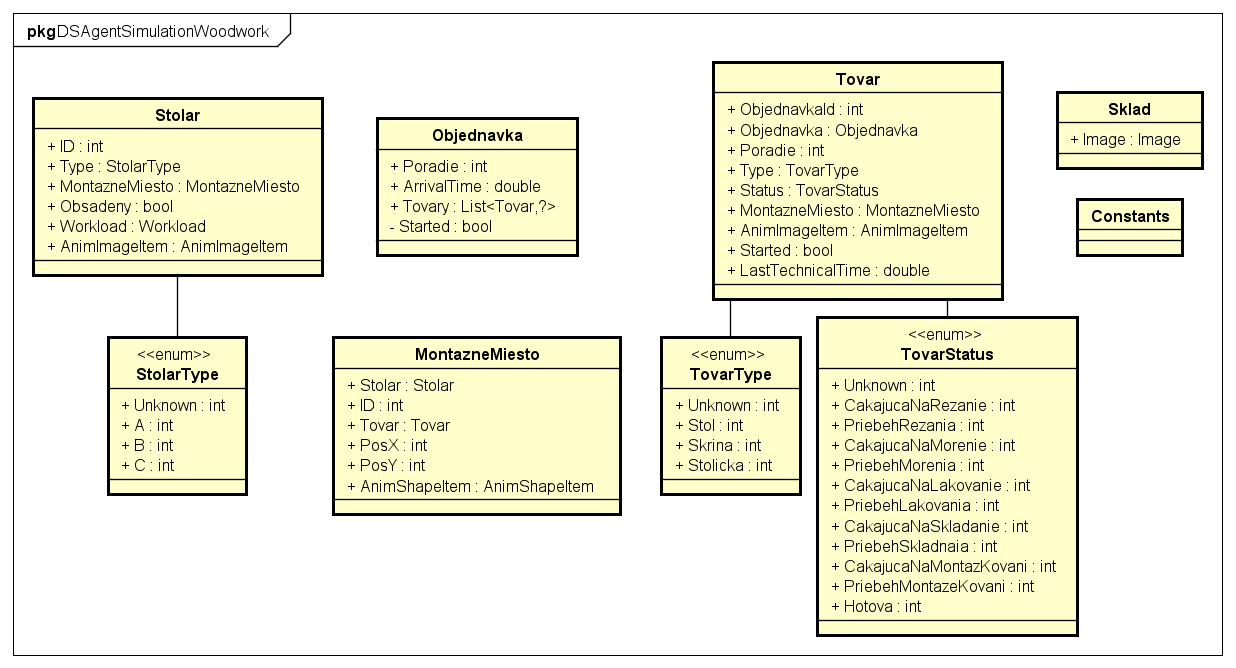 pkgDSAgentSimulationWoodwork
Stolar
+ ID : int
+ Type : StolarType
+ MontazneMiesto : MontazneMiesto
+ Obsadeny : bool
+ Workload : Workload
+ AnimImageItem : AnimImageItem
Objednavka
+ Poradie : int
+ ArrivalTime : double
+ Tovary : List<Tovar,?>
- Started : bool
Tovar
+ ObjednavkaId : int
+ Objednavka : Objednavka
+ Poradie : int
+ Type : TovarType
+ Status : TovarStatus
+ MontazneMiesto : MontazneMiesto
+ AnimImageItem : AnimImageItem
+ Started : bool
+ LastTechnicalTime : double
Sklad
+ Image : Image
Constants
<<enum>>
StolarType
+ Unknown : int
+ A : int
+ B : int
+ C : int
MontazneMiesto
+ Stolar : Stolar
+ ID : int
+ Tovar : Tovar
+ PosX : int
+ PosY : int
+ AnimShapeItem : AnimShapeItem
<<enum>>
TovarType
+ Unknown : int
+ Stol : int
+ Skrina : int
+ Stolicka : int
<<enum>>
TovarStatus
+ Unknown : int
+ CakajucaNaRezanie : int
+ PriebehRezania : int
+ CakajucaNaMorenie : int
+ PriebehMorenia : int
+ CakajucaNaLakovanie : int
+ PriebehLakovania : int
+ CakajucaNaSkladanie : int
+ PriebehSkladnaia : int
+ CakajucaNaMontazKovani : int
+ PriebehMontazeKovani : int
+ Hotova : int